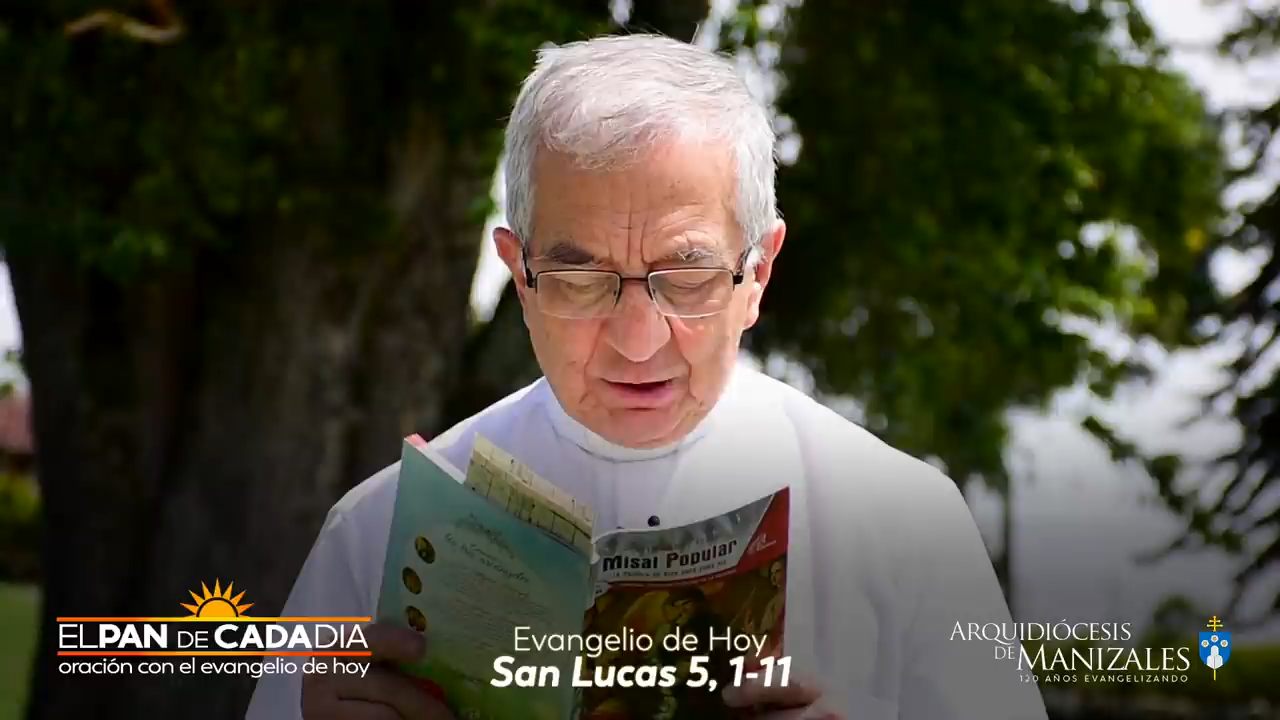 Misal Popular
EL PAN DE CADA DIA
oración con el evangelio de hoy
Evangelio de Hoy
San Lucas 5, 1-11
ARQUIDIÓCESIS
DE MANIZALES
120 AÑOS EVANGELIZANDO